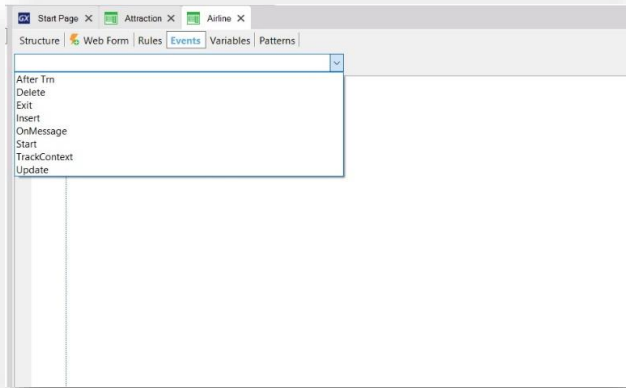 GX Start Page X Attraction X Airline X
Structure Web Form Rules Events Variables Patterns
After Trn
Delete
Exit
Insert
OnMessage
Start
TrackContext
Update